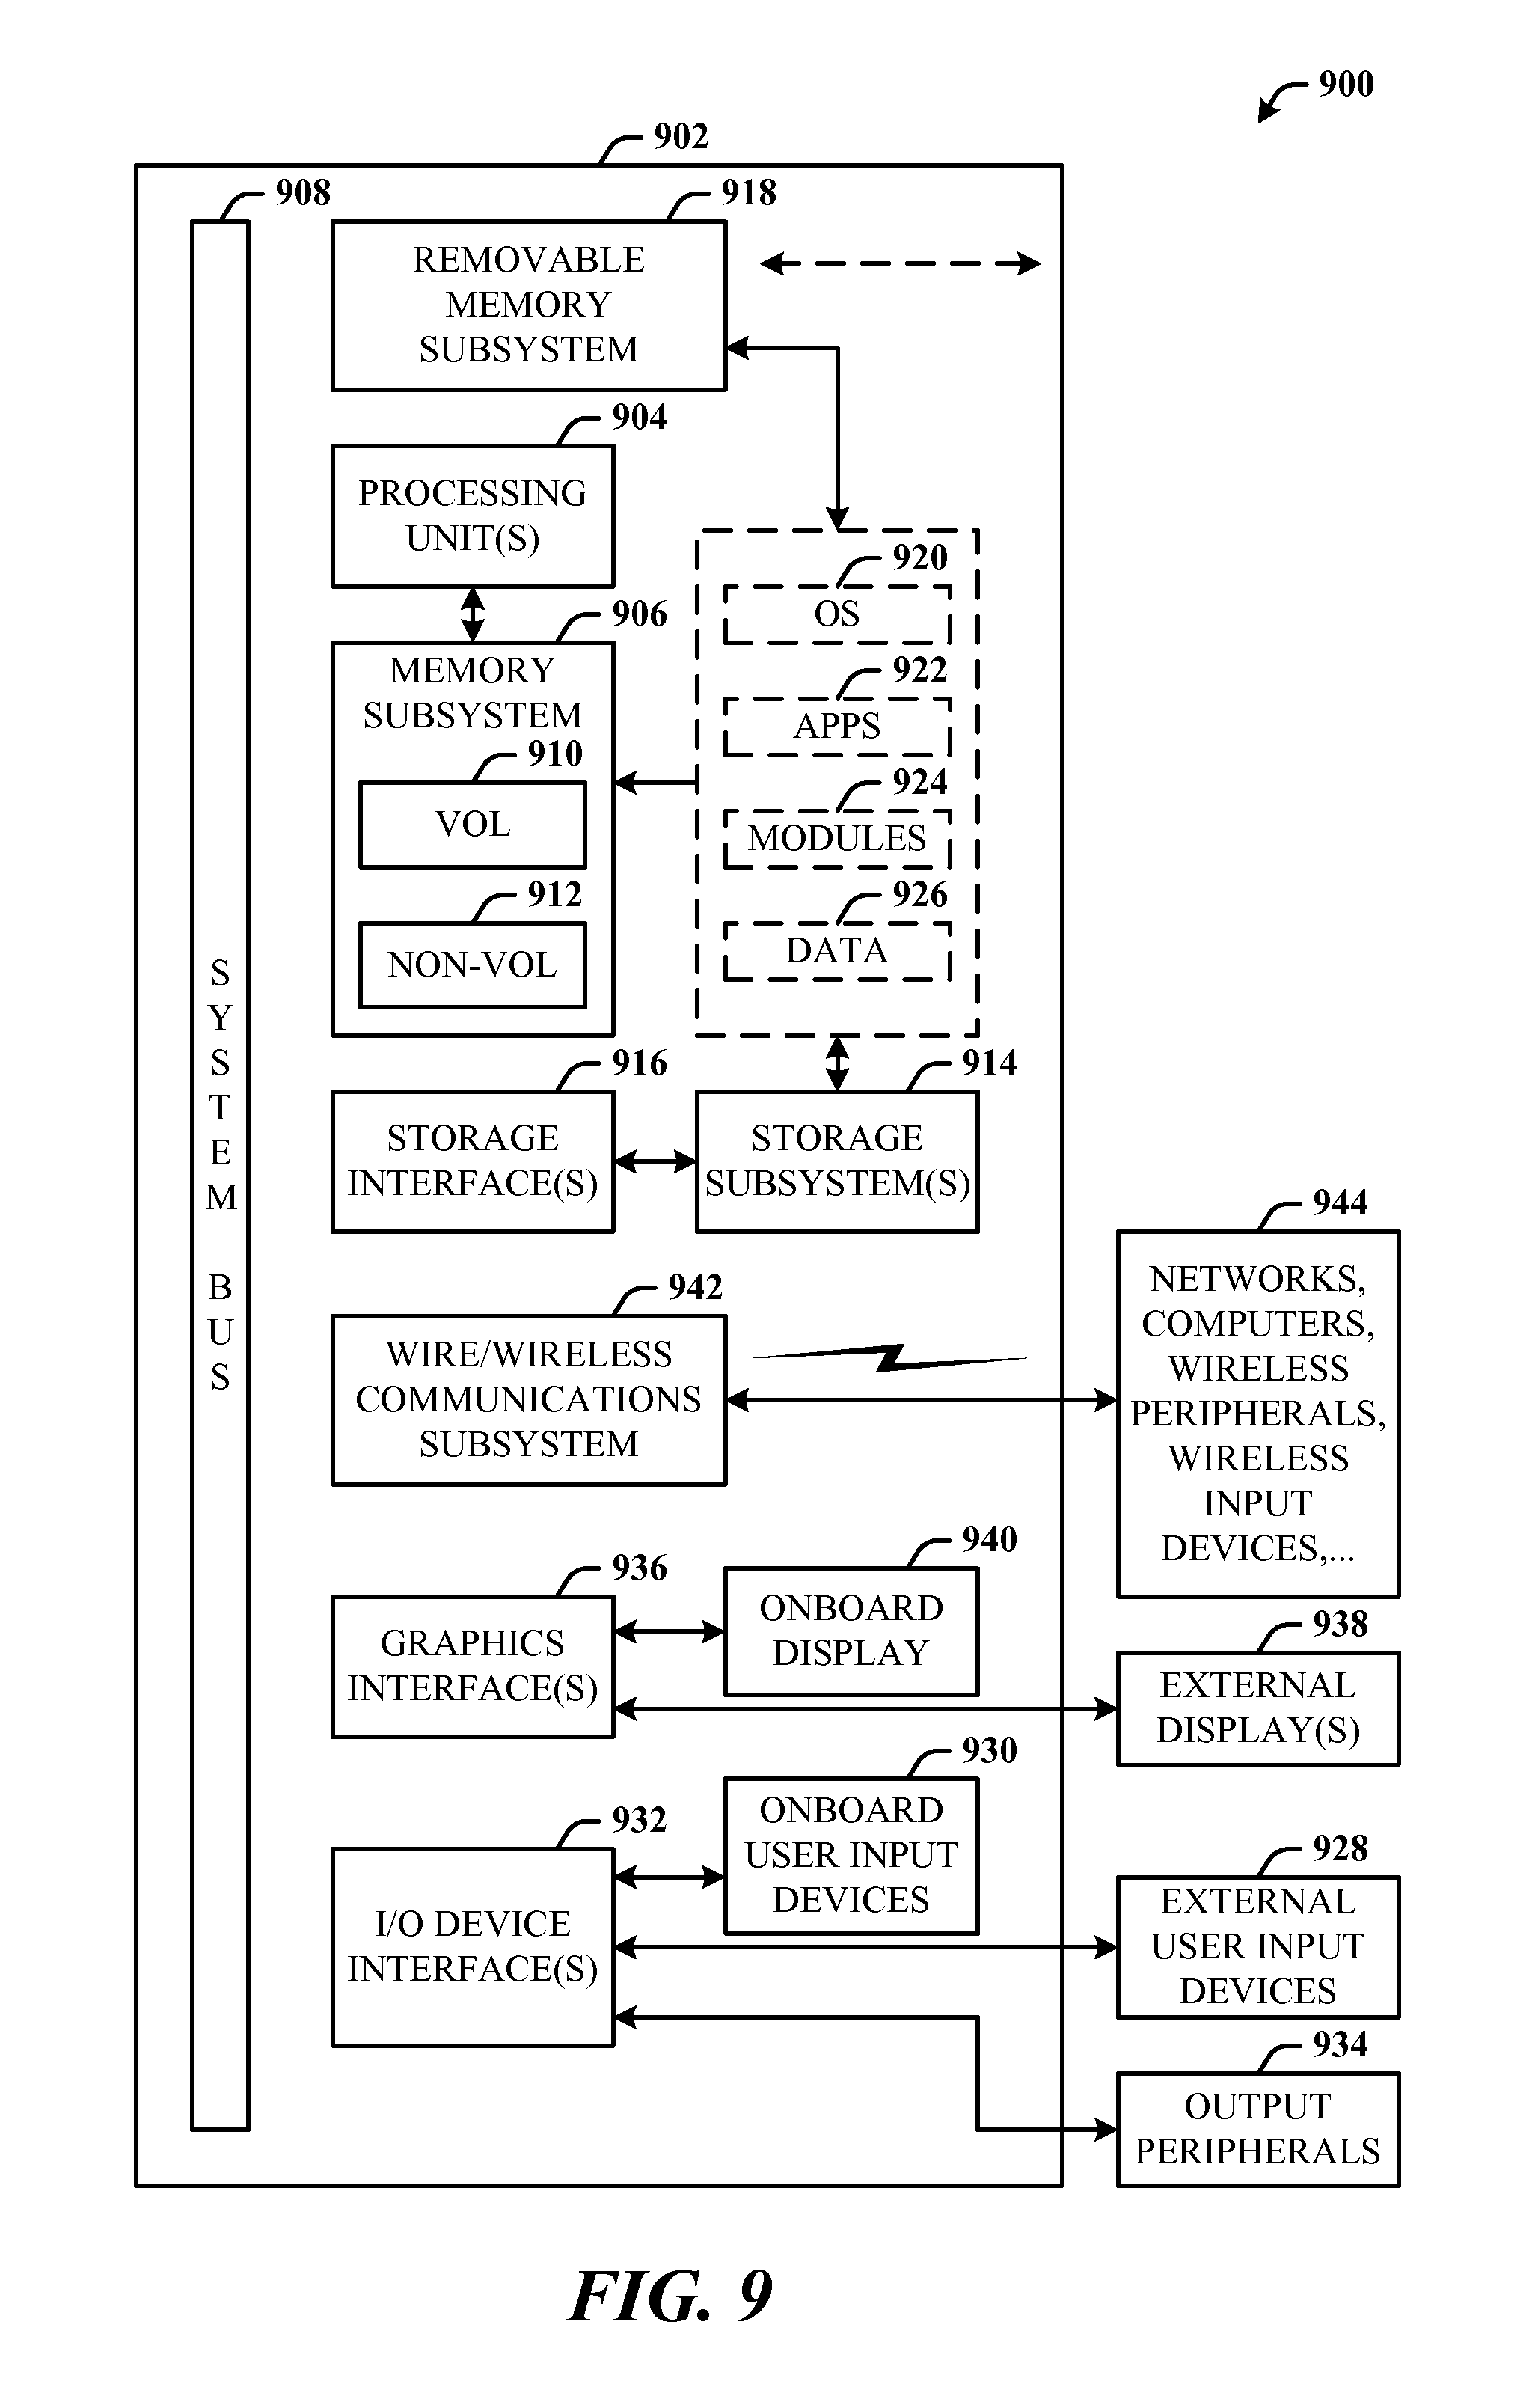 900
902
908
918
REMOVABLE
MEMORY
SUBSYSTEM
904
PROCESSING
UNIT(S)
906
MEMORY
SUBSYSTEM
910
VOL
912
NON-VOL
920
OS
922
APPS
924
MODULES
926
DATA
SYSTEM BUS
916
STORAGE
INTERFACE(S)
914
STORAGE
SUBSYSTEM(S)
942
WIRE/WIRELESS
COMMUNICATIONS
SUBSYSTEM
944
NETWORKS,
COMPUTERS,
WIRELESS
PERIPHERALS,
WIRELESS
INPUT
DEVICES,...
936
GRAPHICS
INTERFACE(S)
940
ONBOARD
DISPLAY
938
EXTERNAL
DISPLAY(S)
932
I/O DEVICE
INTERFACE(S)
930
ONBOARD
USER INPUT
DEVICES
928
EXTERNAL
USER INPUT
DEVICES
934
OUTPUT
PERIPHERALS
FIG. 9